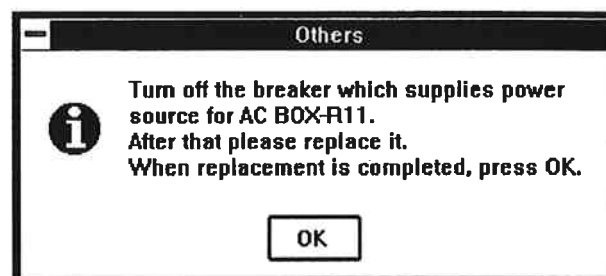 Others
Turn off the breaker which supplies power
source for AC BOX-R11.
After that please replace it.
When replacement is completed, press OK.
OK